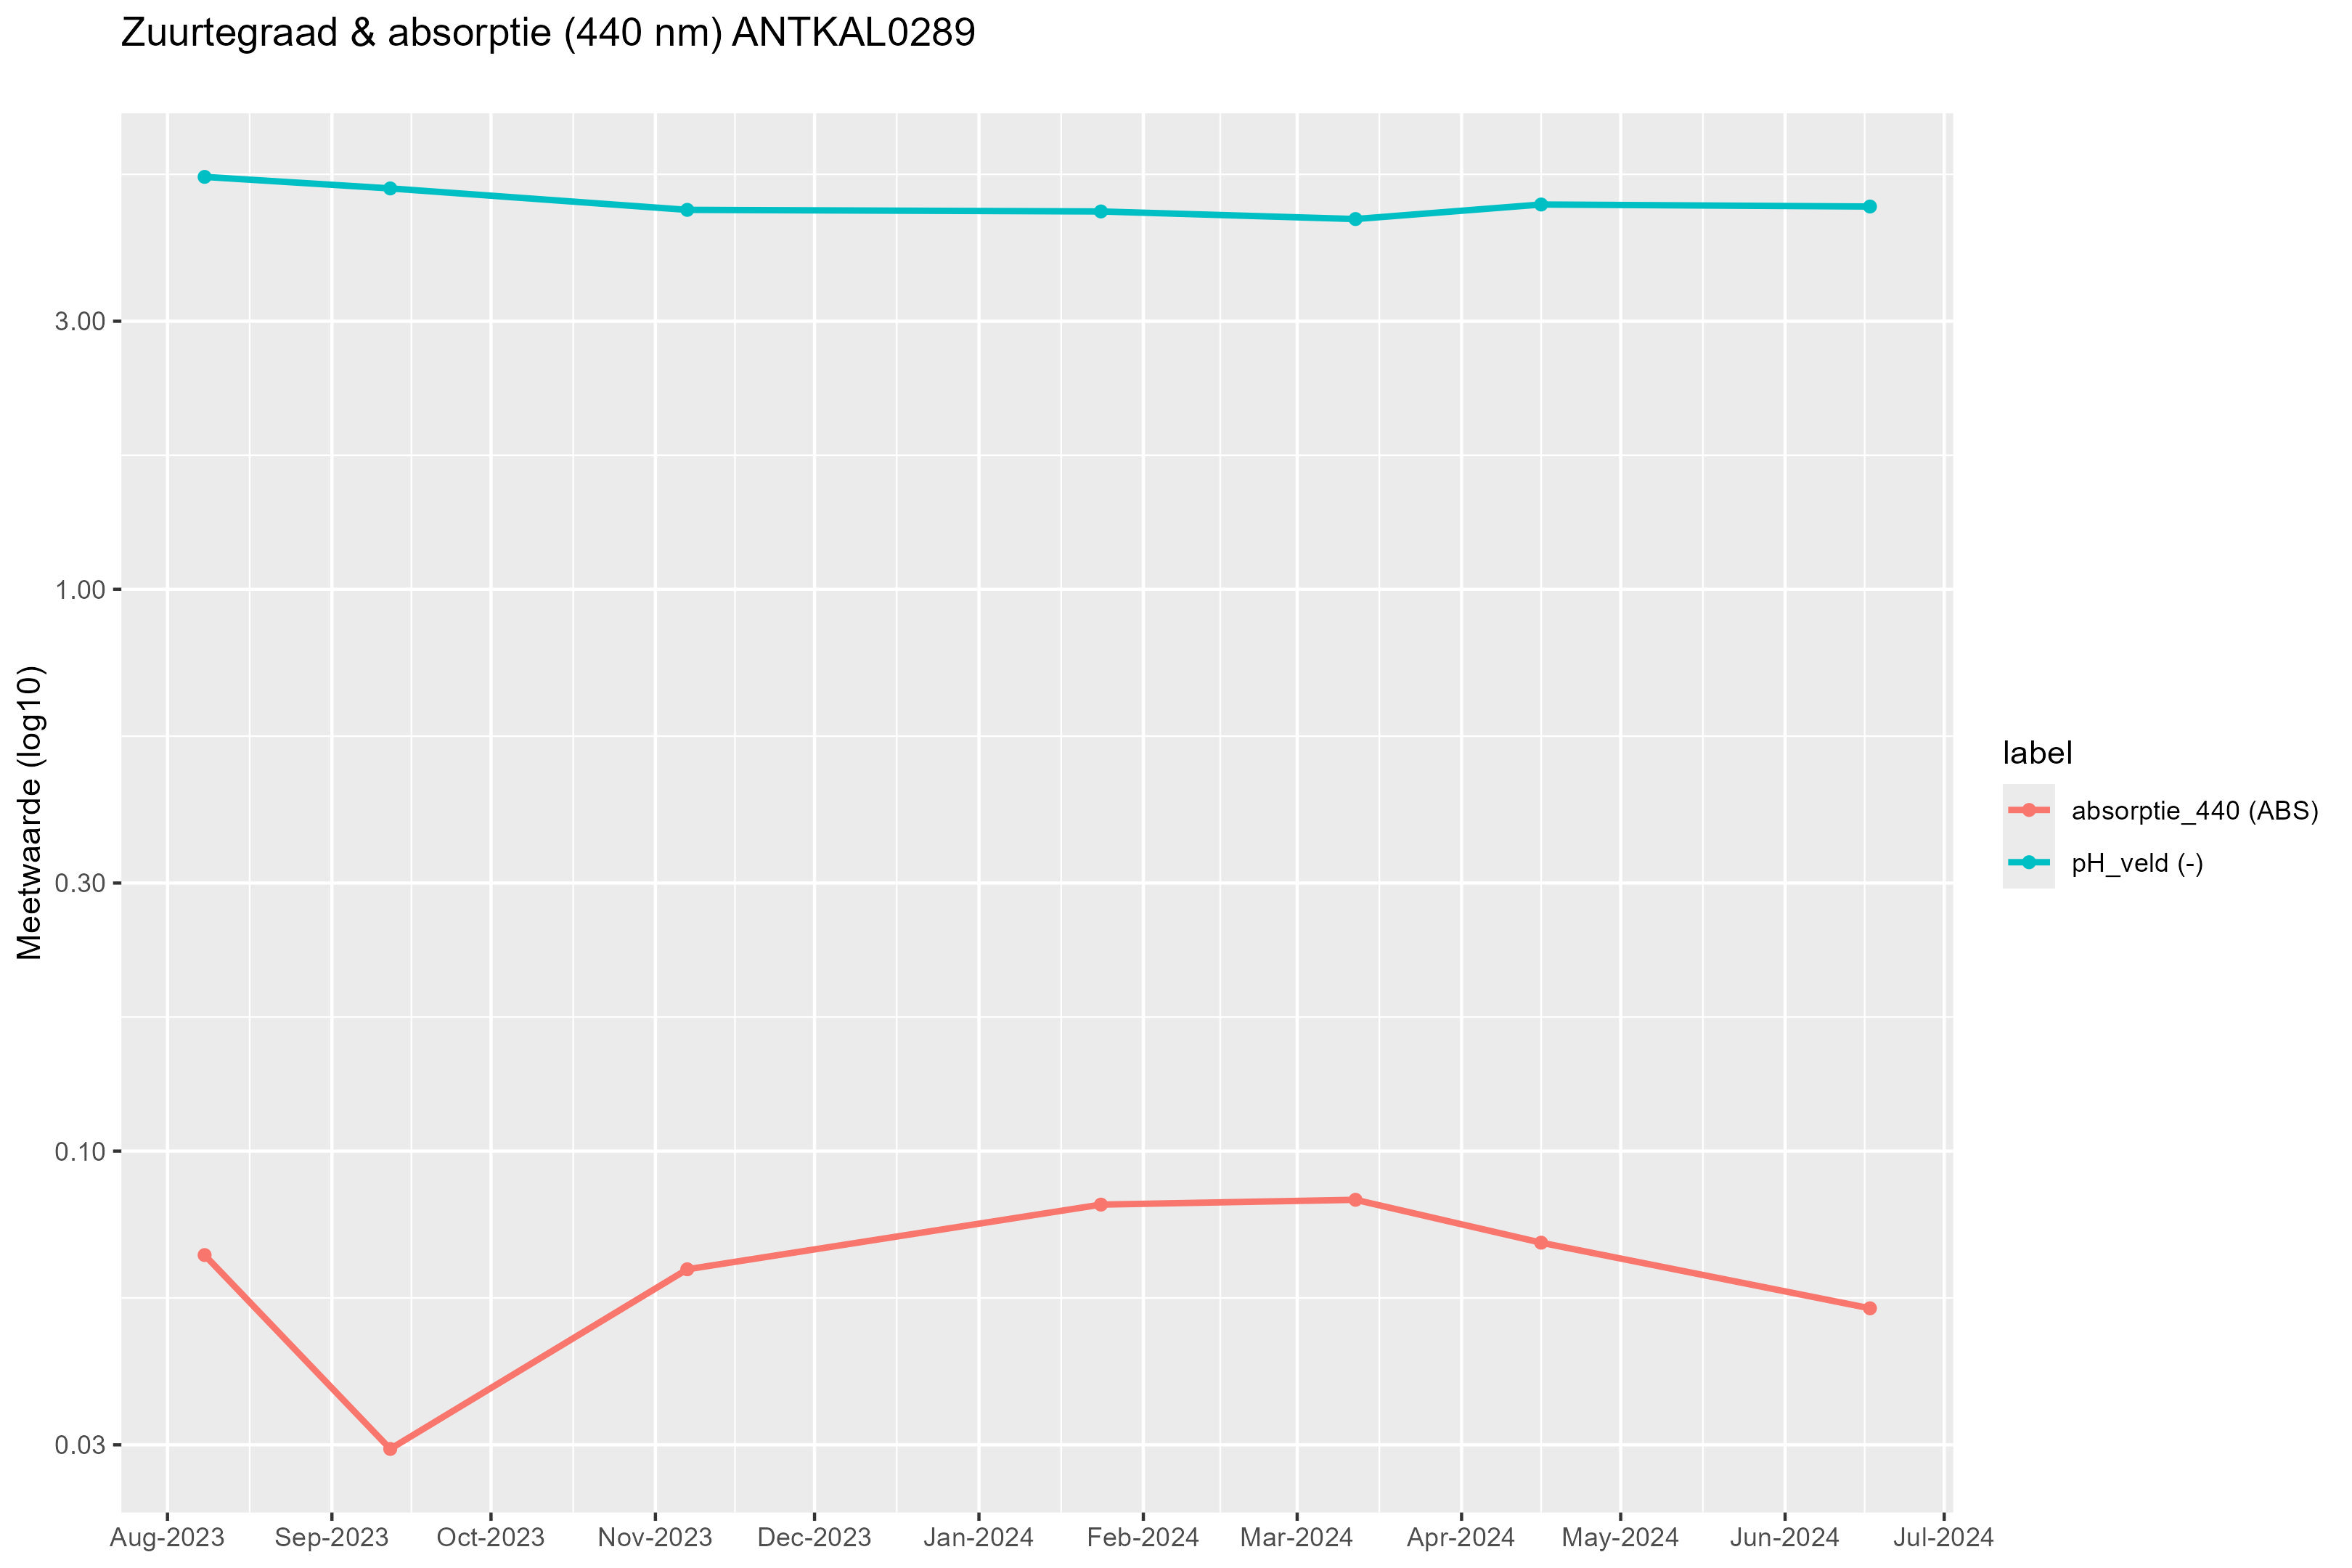 Zuurtegraad & absorptie (440 nm) ANTKAL0289
Meetwaarde (log10)
3.00
1.00
0.30
0.10
0.03
Aug-2023 Sep-2023 Oct-2023 Nov-2023 Dec-2023 Jan-2024 Feb-2024 Mar-2024 Apr-2024 May-2024 Jun-2024 Jul-2024
label
absorptie_440 (ABS)
pH_veld (-)